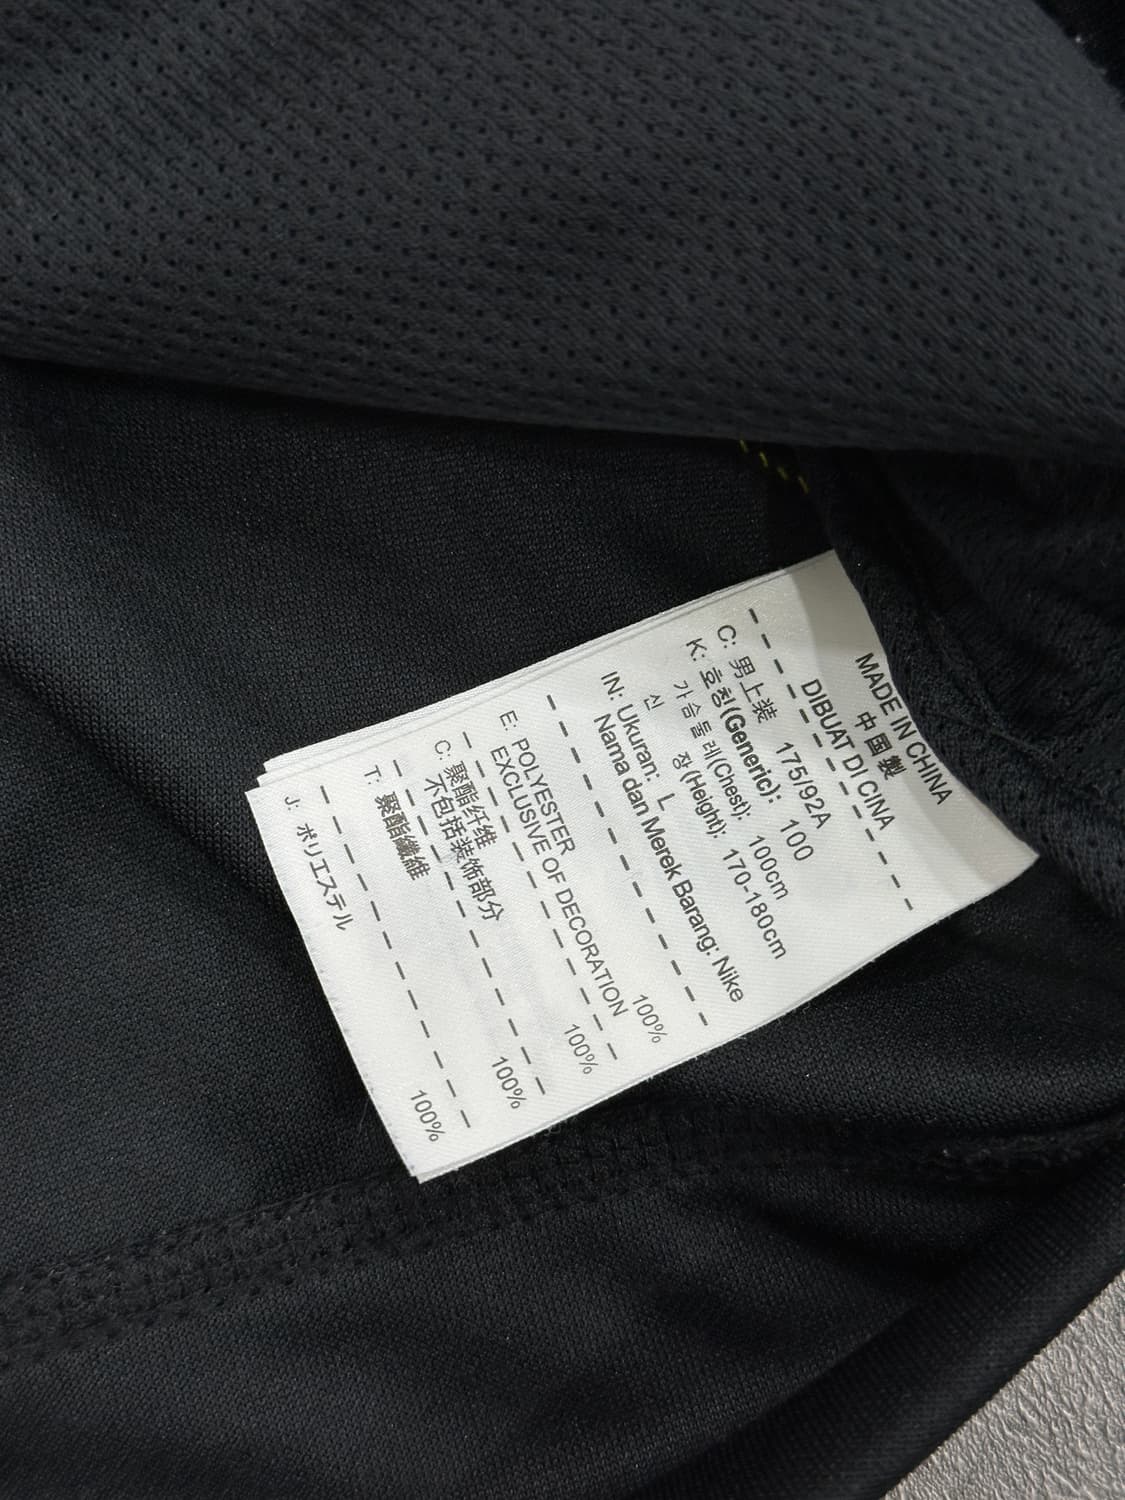 MADE IN CHINA
中國製
DIBUAT DI CINA
C: 男上装 175/92A
K: 호칭(Generic): 100
가슴둘레(Chest): 100cm
신 장(Height): 170-180cm
IN: Ukuran: L
Nama dan Merek Barang: Nike
E: POLYESTER 100%
EXCLUSIVE OF DECORATION
C: 聚酯纤维 100%
不包括装饰部分
T: 聚酯纖維 100%
J: ポリエステル 100%